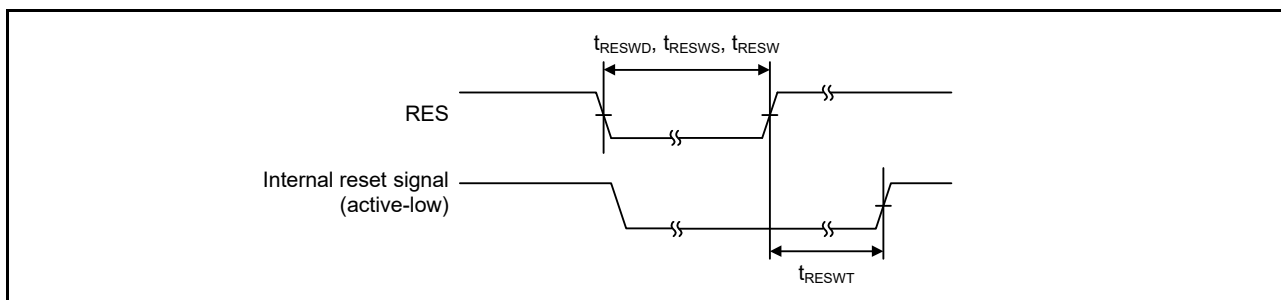 tRESWD, tRESWS, tRESW
RES
Internal reset signal
(active-low)
tRESWT